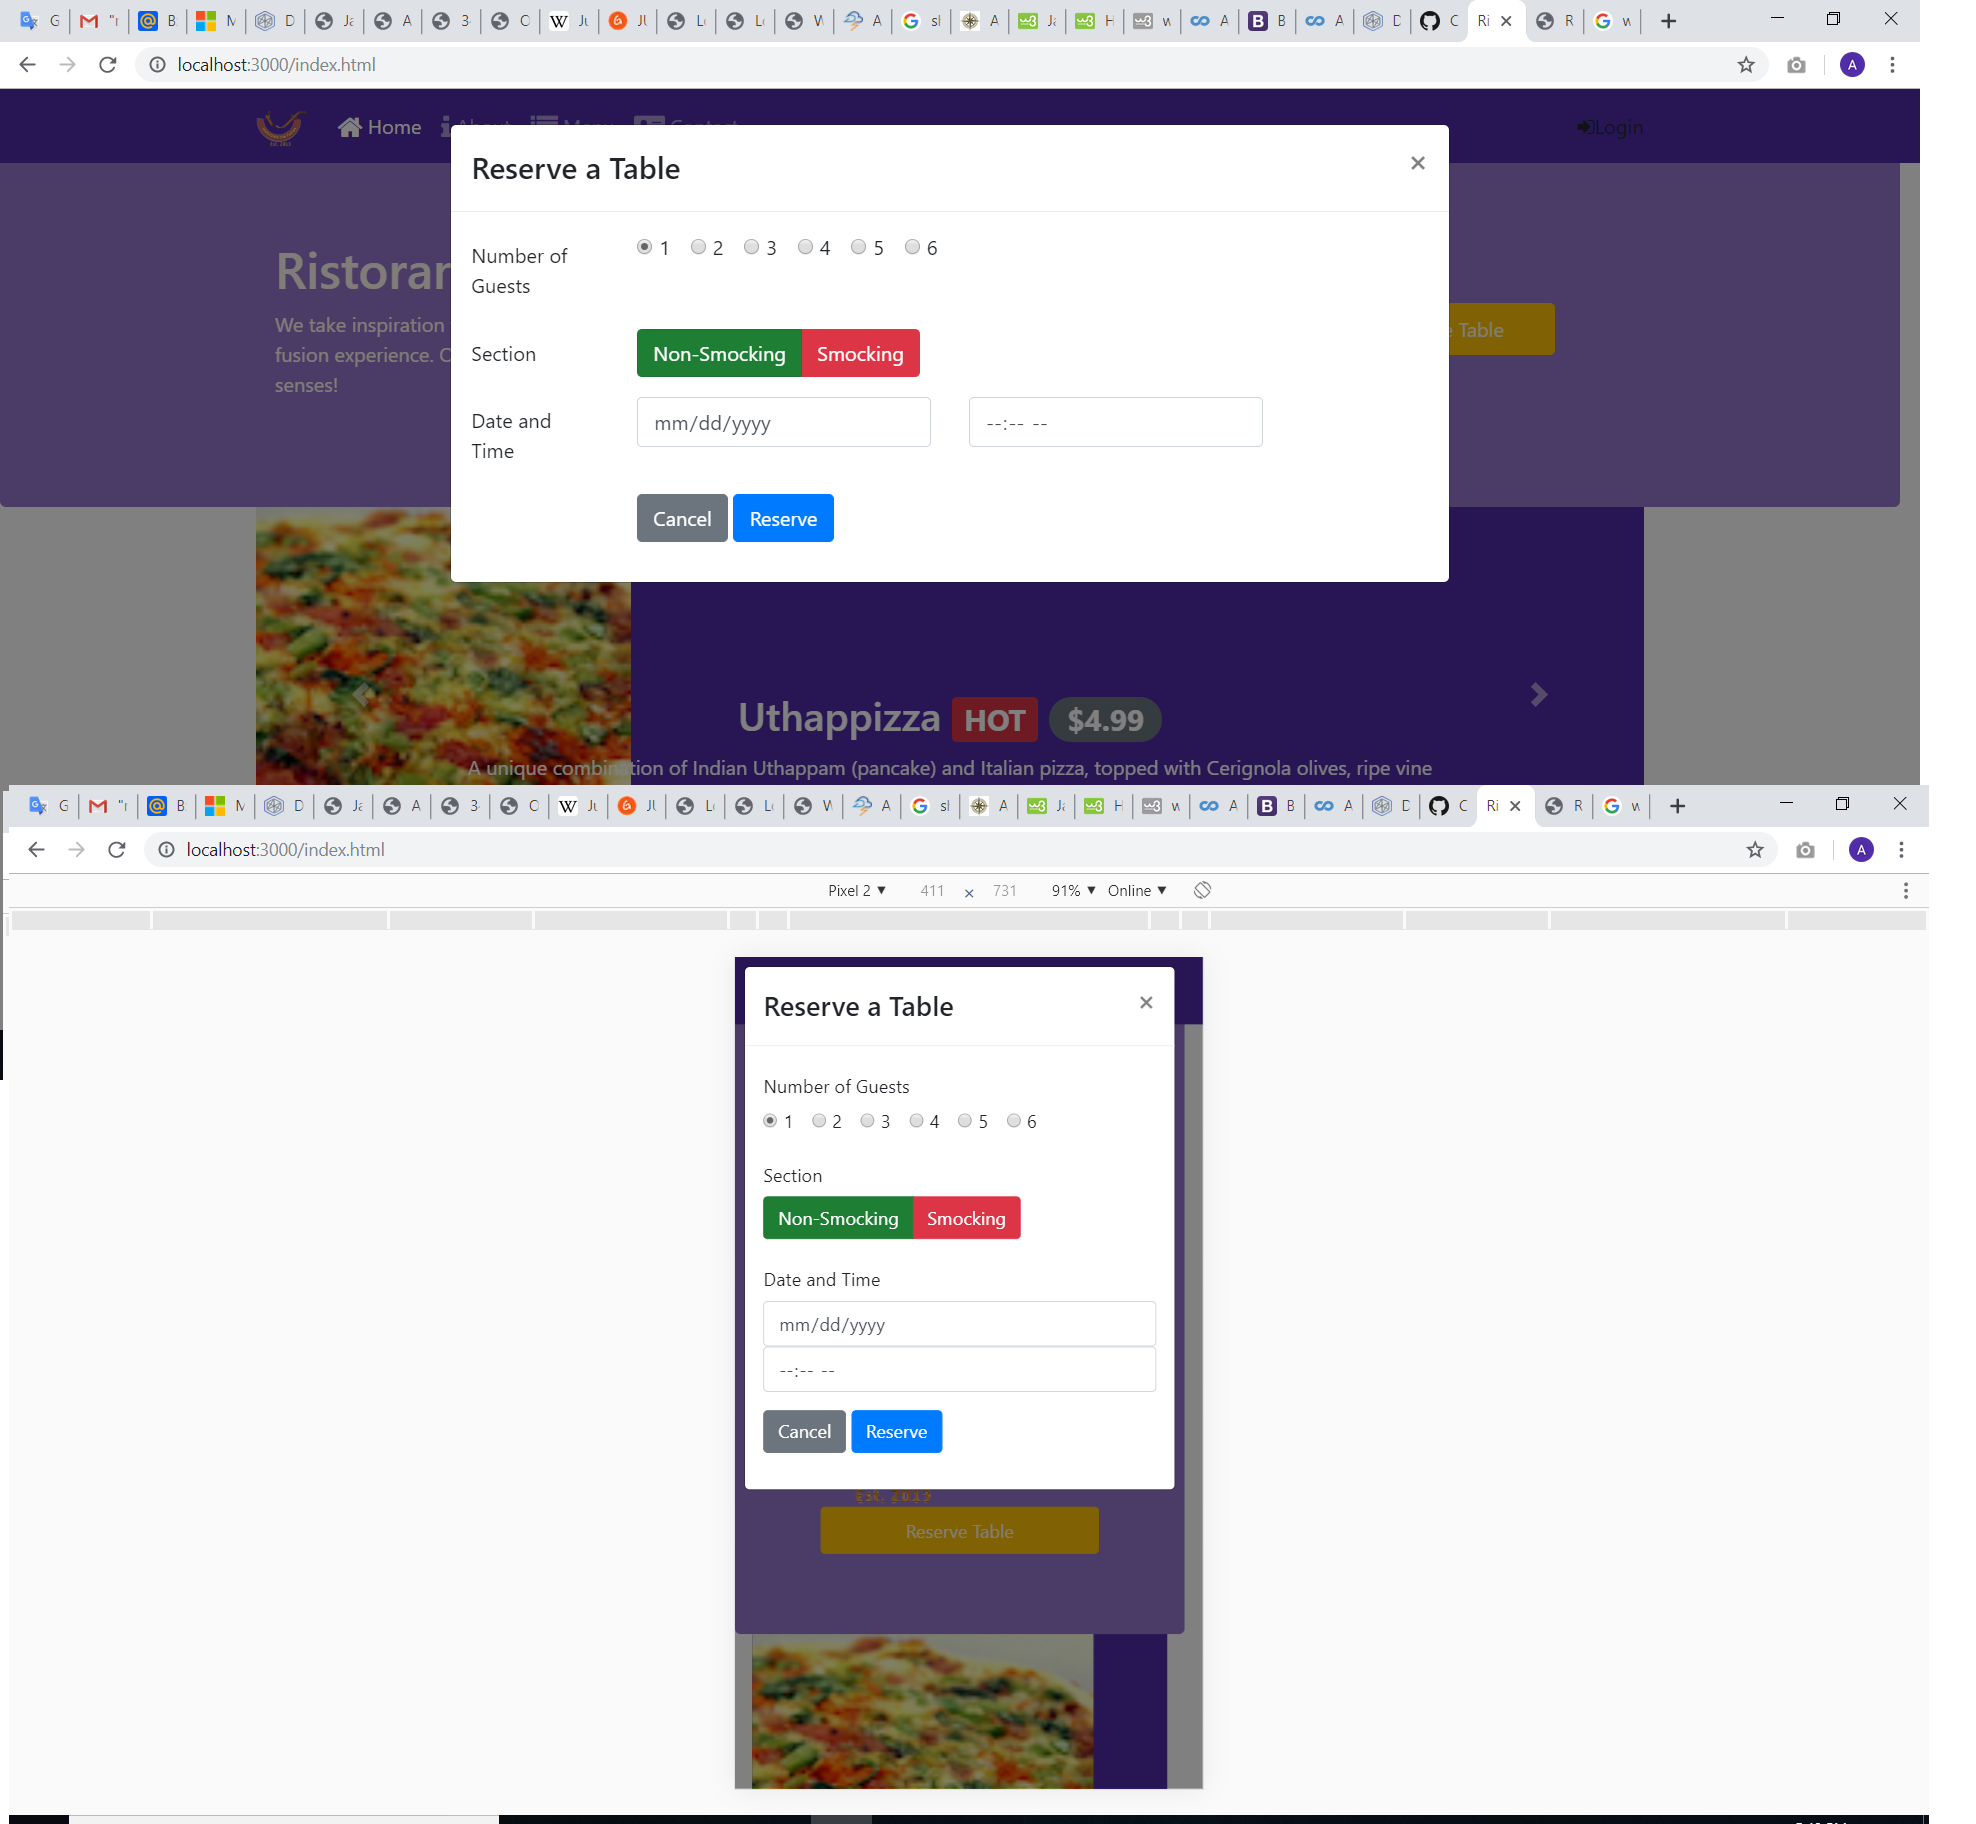 localhost:3000/index.html
Home About Menu Contact Login
Reserve a Table ×
Number of Guests
1 2 3 4 5 6
Section
Non-Smocking Smocking
Date and Time
mm/dd/yyyy --:-- --
Cancel Reserve
Ristoran
We take inspiration
fusion experience.
senses!
Table
Uthappizza HOT $4.99
A unique combination of Indian Uthappam (pancake) and Italian pizza, topped with Cerignola olives, ripe vine
localhost:3000/index.html
Pixel 2 ▼ 411 × 731 91% ▼ Online ▼
Reserve a Table ×
Number of Guests
1 2 3 4 5 6
Section
Non-Smocking Smocking
Date and Time
mm/dd/yyyy
--:-- --
Cancel Reserve
Est. 2013
Reserve Table